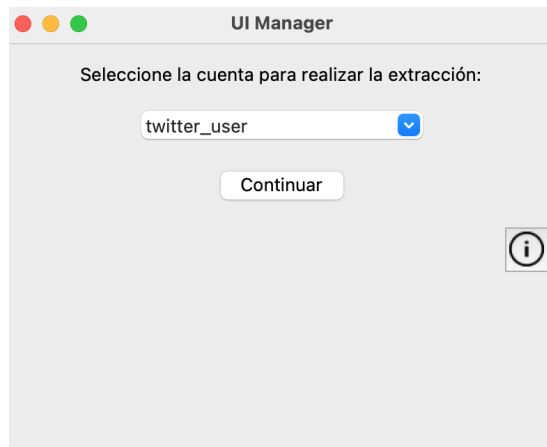 UI Manager
Seleccione la cuenta para realizar la extracción:
twitter_user
Continuar
i